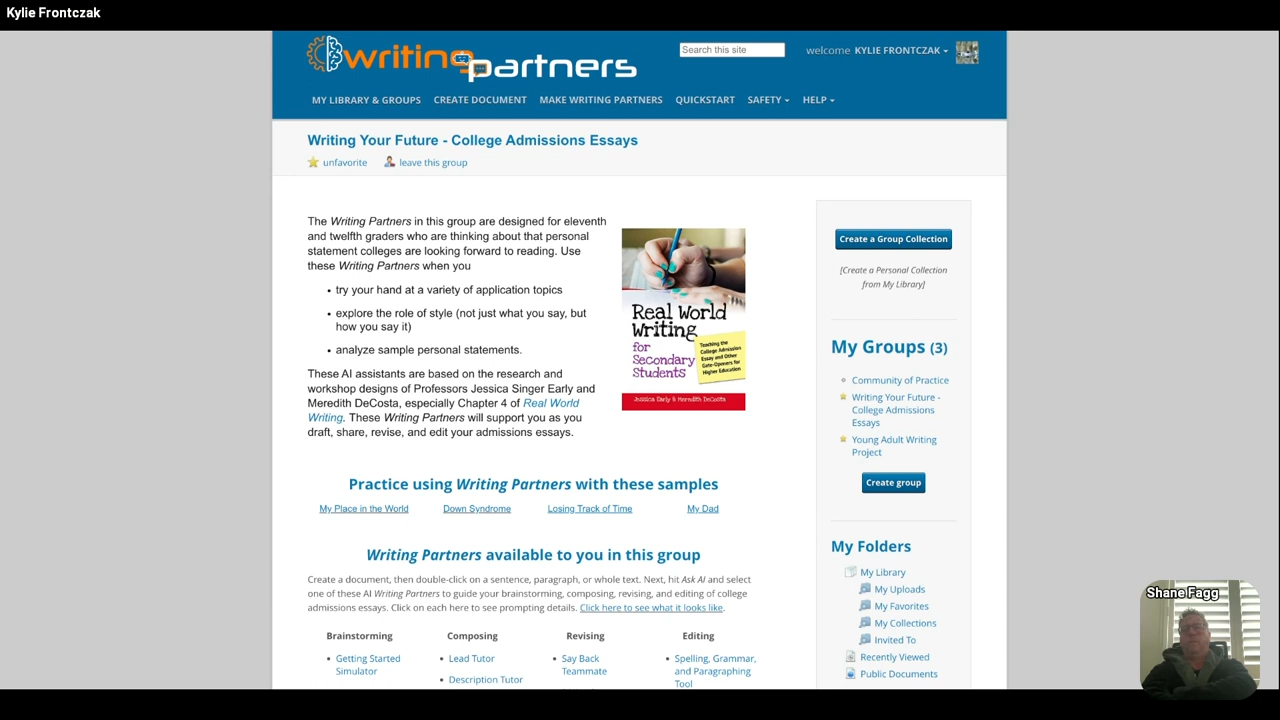 Kylie Frontczak
writing partners
Search this site
welcome KYLIE FRONTCZAK
MY LIBRARY & GROUPS CREATE DOCUMENT MAKE WRITING PARTNERS QUICKSTART SAFETY HELP
Writing Your Future - College Admissions Essays
unfavorite leave this group
The Writing Partners in this group are designed for eleventh
and twelfth graders who are thinking about that personal
statement colleges are looking forward to reading. Use
these Writing Partners when you
• try your hand at a variety of application topics
• explore the role of style (not just what you say, but
how you say it)
• analyze sample personal statements.
These AI assistants are based on the research and
workshop designs of Professors Jessica Singer Early and
Meredith DeCosta, especially Chapter 4 of Real World
Writing. These Writing Partners will support you as you
draft, share, revise, and edit your admissions essays.
Real World
Writing
for
Secondary
Students
Teaching the
College Admission
Essay and Other
Gate-Openers for
Higher Education
Jessica Early & Meredith DeCosta
Practice using Writing Partners with these samples
My Place in the World Down Syndrome Losing Track of Time My Dad
Writing Partners available to you in this group
Create a document, then double-click on a sentence, paragraph, or whole text. Next, hit Ask AI and select
one of these AI Writing Partners to guide your brainstorming, composing, revising, and editing of college
admissions essays. Click on each here to see prompting details. Click here to see what it looks like.
Brainstorming
• Getting Started
Simulator
Composing
• Lead Tutor
• Description Tutor
Revising
• Say Back
Teammate
Editing
• Spelling, Grammar,
and Paragraphing
Tool
Create a Group Collection
[Create a Personal Collection
from My Library]
My Groups (3)
Community of Practice
Writing Your Future -
College Admissions
Essays
Young Adult Writing
Project
Create group
My Folders
My Library
My Uploads
My Favorites
My Collections
Invited To
Recently Viewed
Public Documents
Shane Fagg